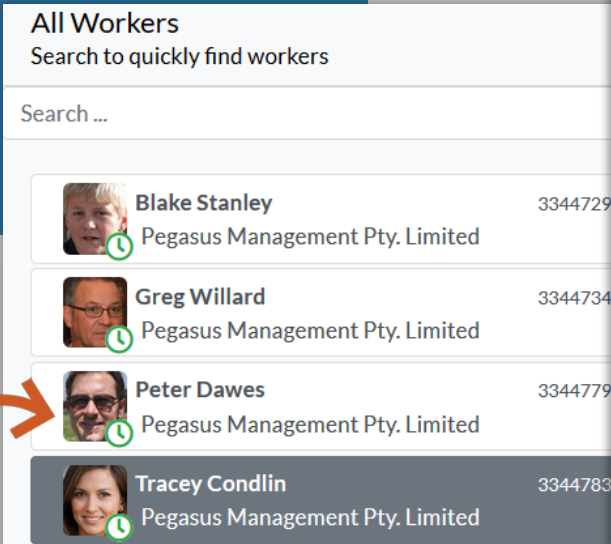 All Workers
Search to quickly find workers
Search ...
Blake Stanley 3344729
Pegasus Management Pty. Limited
Greg Willard 3344734
Pegasus Management Pty. Limited
Peter Dawes 3344779
Pegasus Management Pty. Limited
Tracey Condlin 3344783
Pegasus Management Pty. Limited